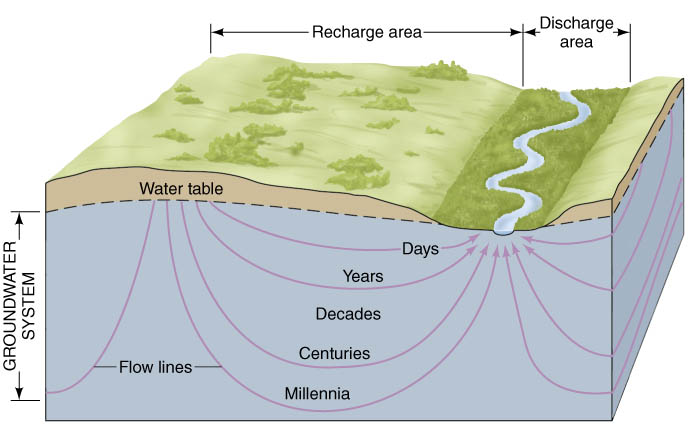 Recharge area
Discharge
area
Water table
GROUNDWATER
SYSTEM
Days
Years
Decades
Centuries
Flow lines
Millennia